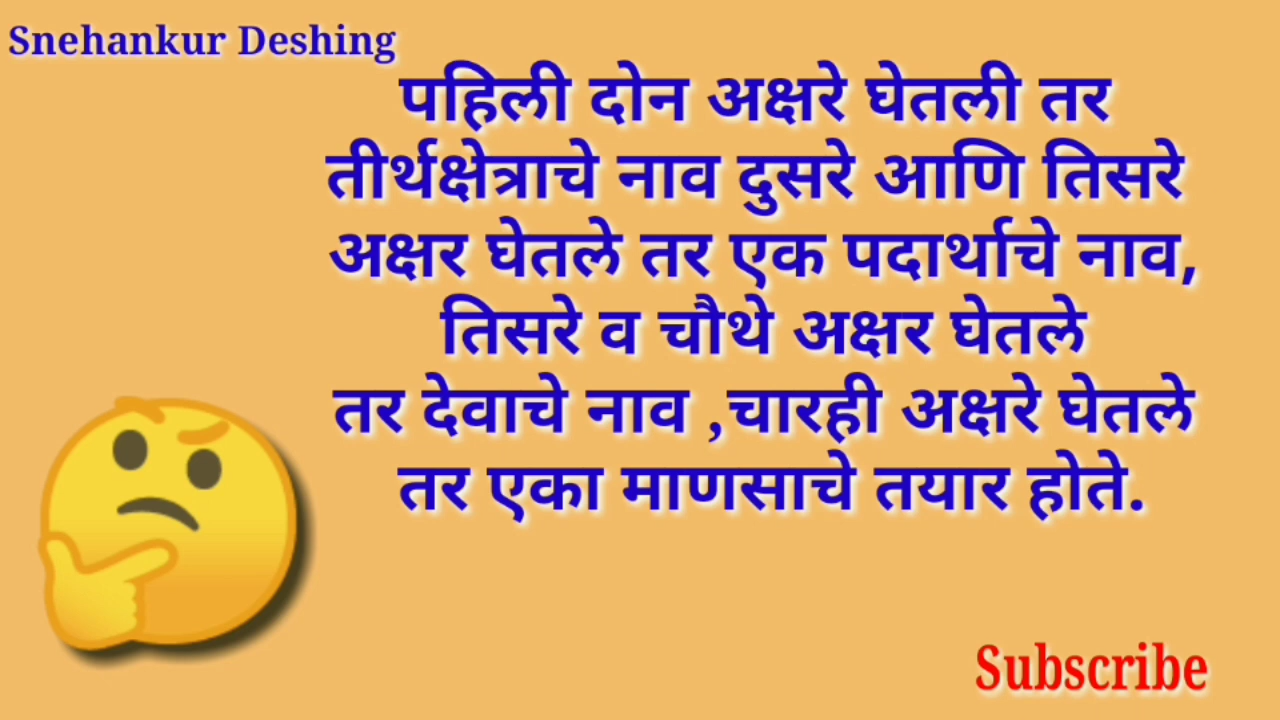 Snehankur Deshing
पहिली दोन अक्षरे घेतली तर
तीर्थक्षेत्राचे नाव दुसरे आणि तिसरे
अक्षर घेतले तर एक पदार्थाचे नाव,
तिसरे व चौथे अक्षर घेतले
तर देवाचे नाव ,चारही अक्षरे घेतले
तर एका माणसाचे तयार होते.
Subscribe